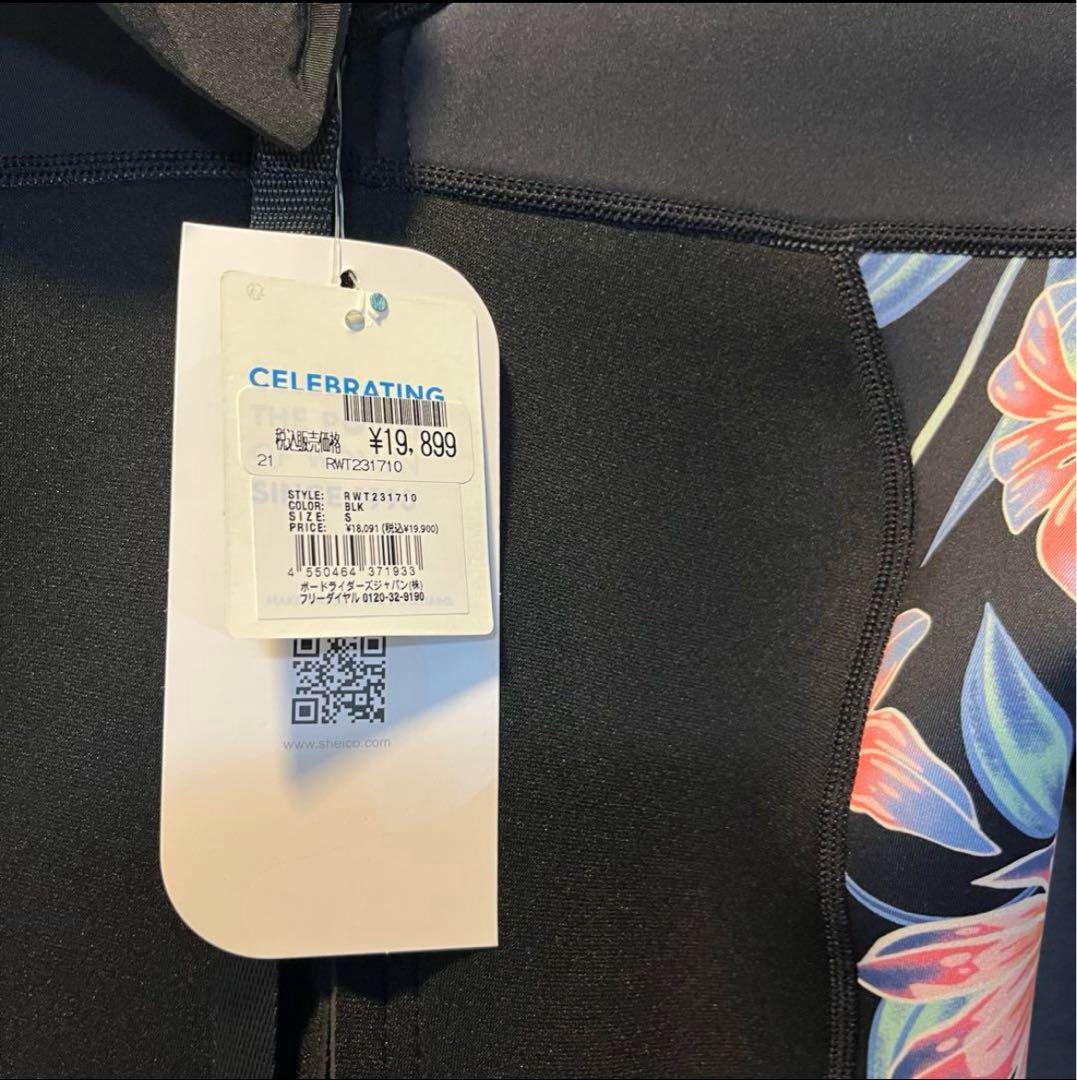 CELEBRATING
税込販売価格 ¥19,899
21 RWT231710
SINCE 1990
STYLE: RWT231710
COLOR: BLK
SIZE: S
PRICE: ¥18,091 (税込¥19,900)
4 550464 371933
ボードライダーズジャパン(株)
フリーダイヤル 0120-32-9190
www.sheico.com